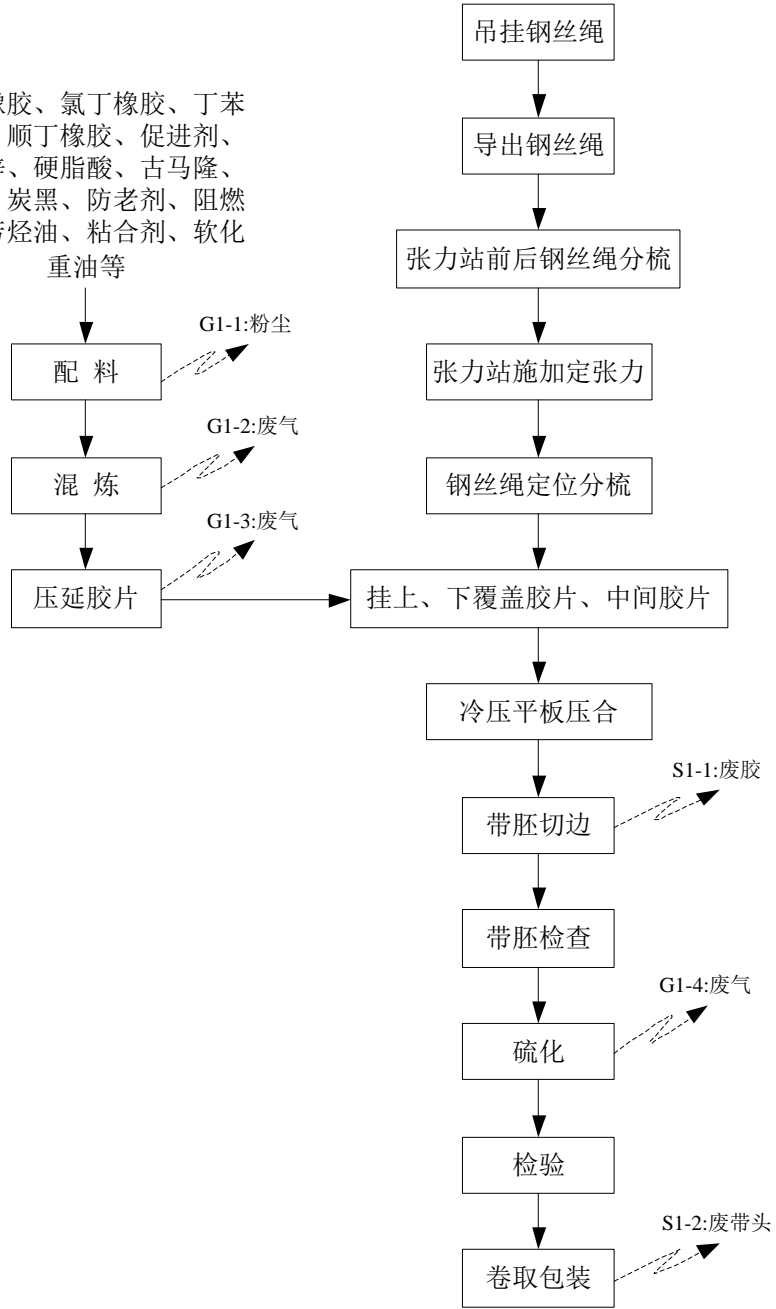 吊挂钢丝绳
胶、氯丁橡胶、丁苯
顺丁橡胶、促进剂、
、硬脂酸、古马隆、
炭黑、防老剂、阻燃
烃油、粘合剂、软化
重油等
导出钢丝绳
张力站前后钢丝绳分梳
G1-1:粉尘
配 料
张力站施加定张力
G1-2:废气
混 炼
钢丝绳定位分梳
G1-3:废气
压延胶片
挂上、下覆盖胶片、中间胶片
冷压平板压合
S1-1:废胶
带胚切边
带胚检查
G1-4:废气
硫化
检验
S1-2:废带头
卷取包装